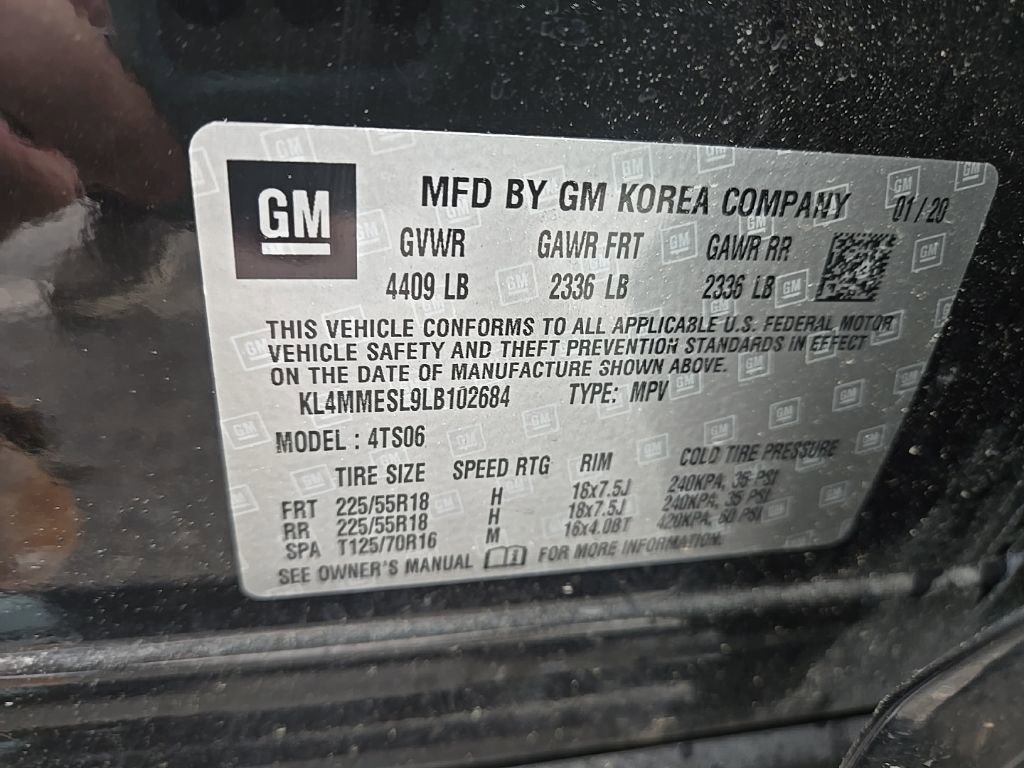 GM
MFD BY GM KOREA COMPANY 01/20
GVWR GAWR FRT GAWR RR
4409 LB 2336 LB 2336 LB
THIS VEHICLE CONFORMS TO ALL APPLICABLE U.S. FEDERAL MOTOR
VEHICLE SAFETY AND THEFT PREVENTION STANDARDS IN EFFECT
ON THE DATE OF MANUFACTURE SHOWN ABOVE.
KL4MMESL9LB102684 TYPE: MPV
MODEL : 4TS06
TIRE SIZE SPEED RTG RIM COLD TIRE PRESSURE
FRT 225/55R18 H 18x7.5J 240KPA, 35 PSI
RR 225/55R18 H 18x7.5J 240KPA, 35 PSI
SPA T125/70R16 M 16x4.0BT 420KPA, 60 PSI
SEE OWNER'S MANUAL FOR MORE INFORMATION.